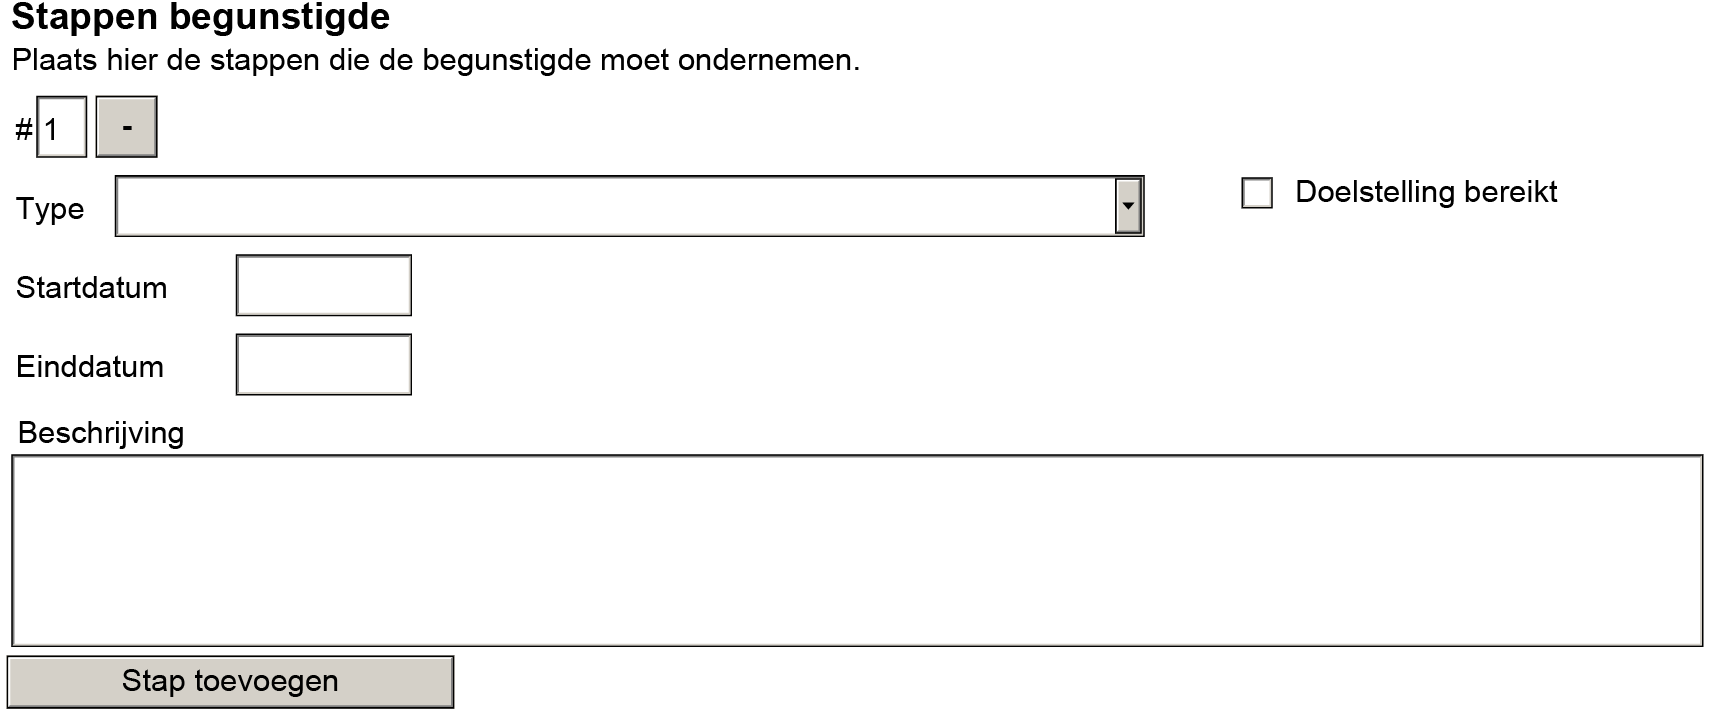 Stappen begunstigde
Plaats hier de stappen die de begunstigde moet ondernemen.
# 1 -
Type
Doelstelling bereikt
Startdatum
Einddatum
Beschrijving
Stap toevoegen